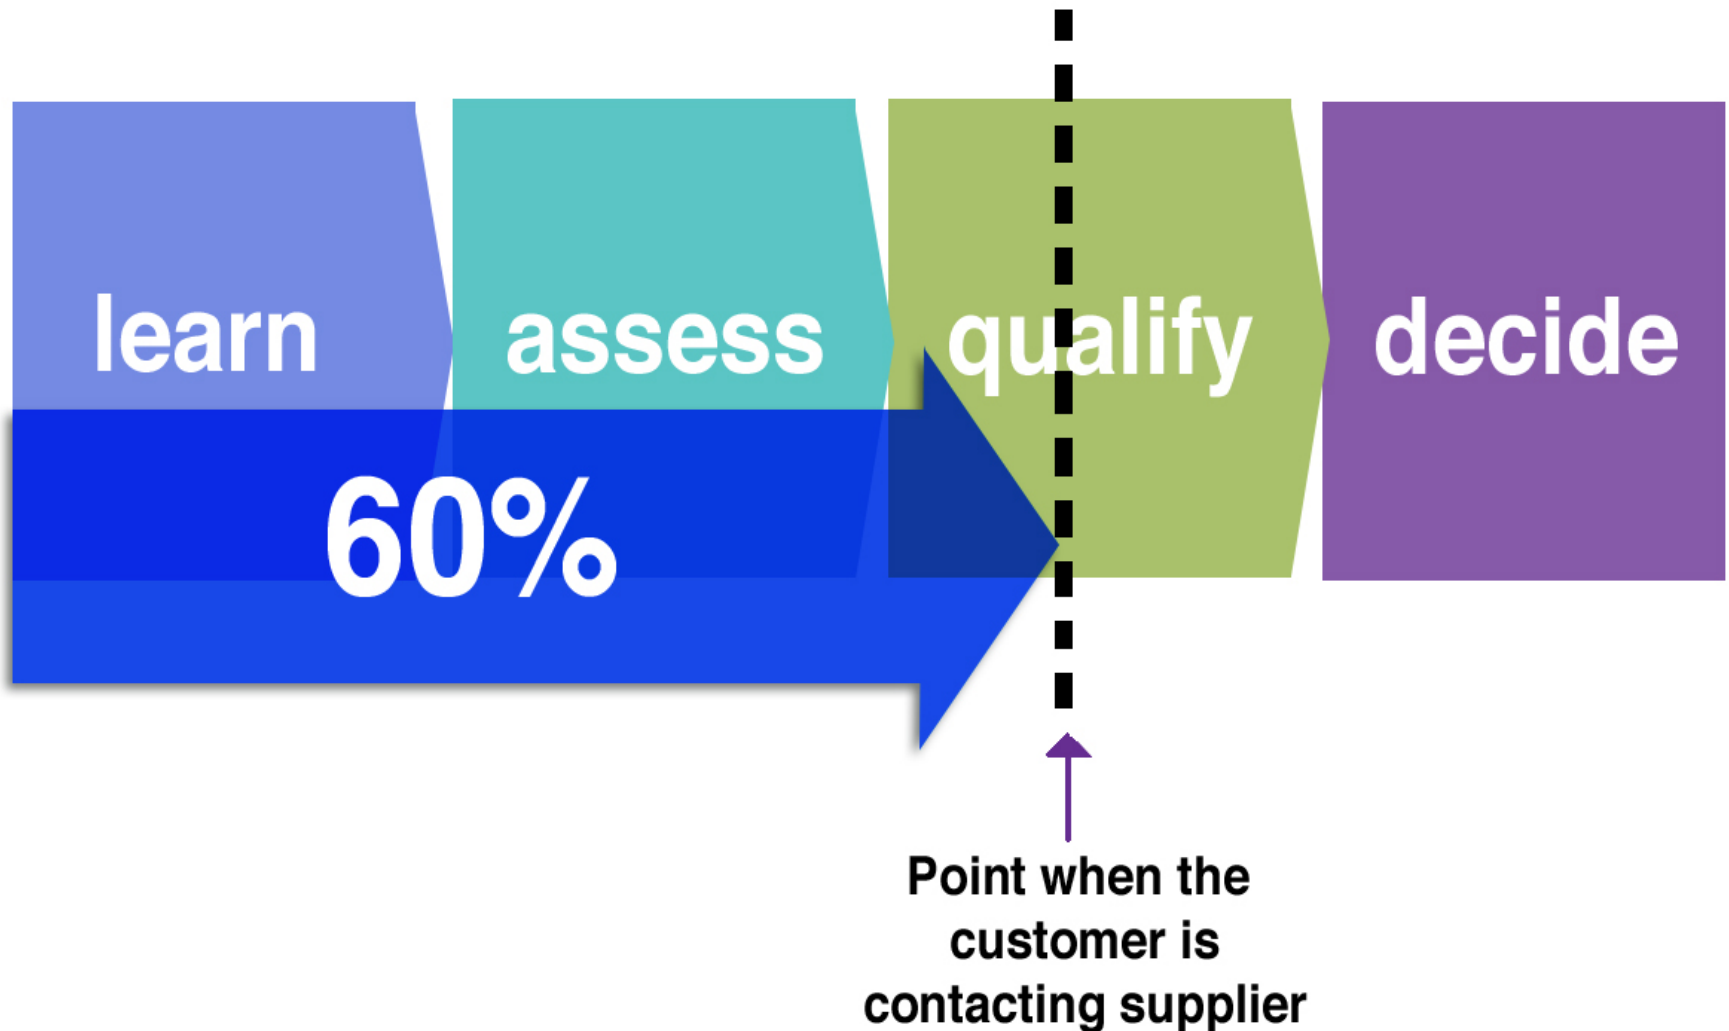 learn
assess
qualify
decide
60%
Point when the
customer is
contacting supplier